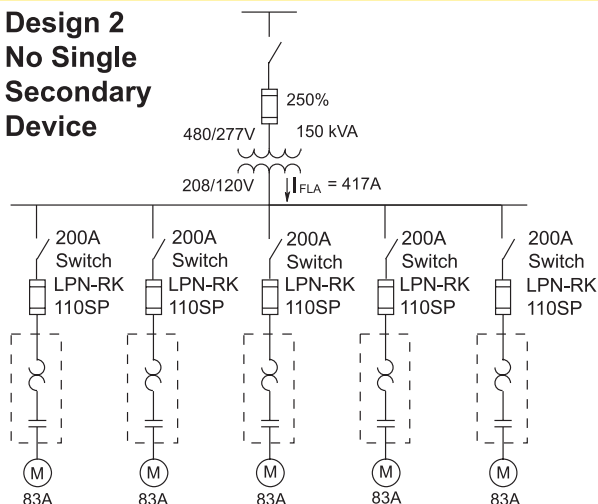 Design 2
No Single
Secondary
Device
250%
480/277V 150 kVA
208/120V I FLA = 417A
200A 200A 200A 200A 200A
Switch Switch Switch Switch Switch
LPN-RK LPN-RK LPN-RK LPN-RK LPN-RK
110SP 110SP 110SP 110SP 110SP
M M M M M
83A 83A 83A 83A 83A